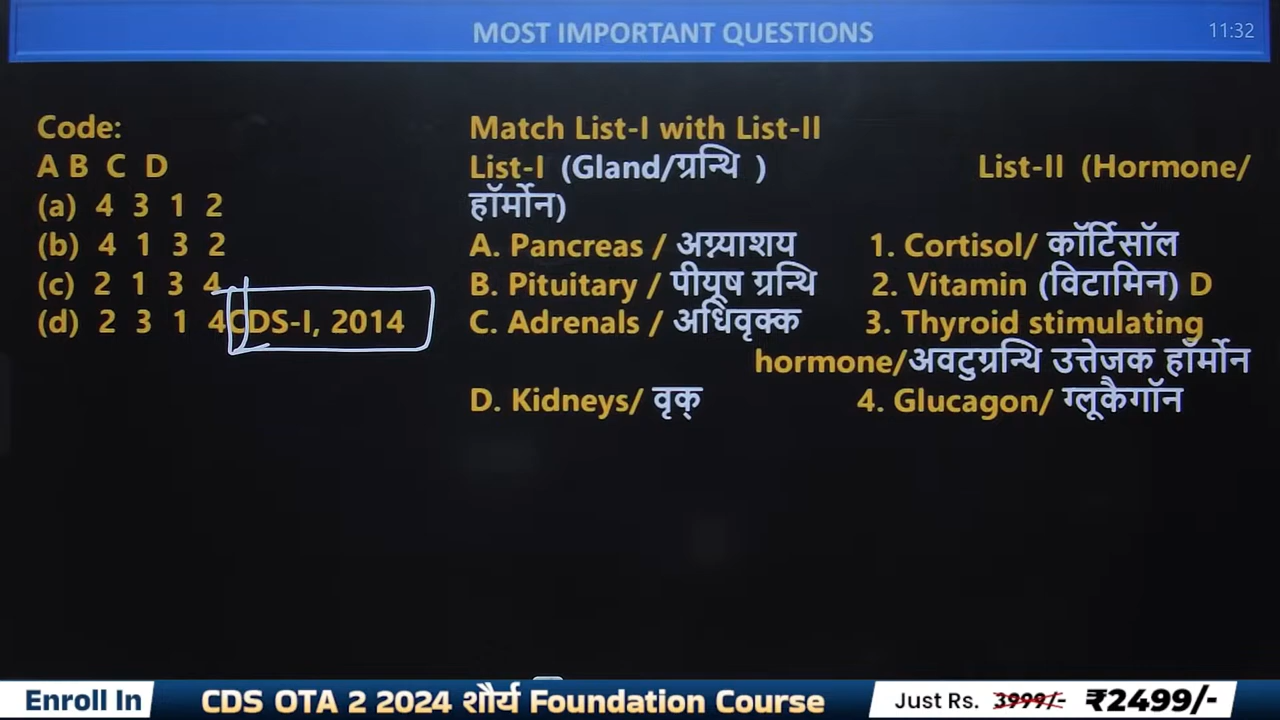 MOST IMPORTANT QUESTIONS
11:32
Code:
A B C D
(a) 4 3 1 2
(b) 4 1 3 2
(c) 2 1 3 4
(d) 2 3 1 4 CDS-I, 2014
Match List-I with List-II
List-I (Gland/ग्रन्थि ) List-II (Hormone/
हॉर्मोन)
A. Pancreas / अग्न्याशय 1. Cortisol/ कॉर्टिसॉल
B. Pituitary / पीयूष ग्रन्थि 2. Vitamin (विटामिन) D
C. Adrenals / अधिवृक्क 3. Thyroid stimulating
hormone/अवटुग्रन्थि उत्तेजक हॉर्मोन
D. Kidneys/ वृक् 4. Glucagon/ ग्लूकैगॉन
Enroll In CDS OTA 2 2024 शौर्य Foundation Course Just Rs. 3999/- ₹2499/-